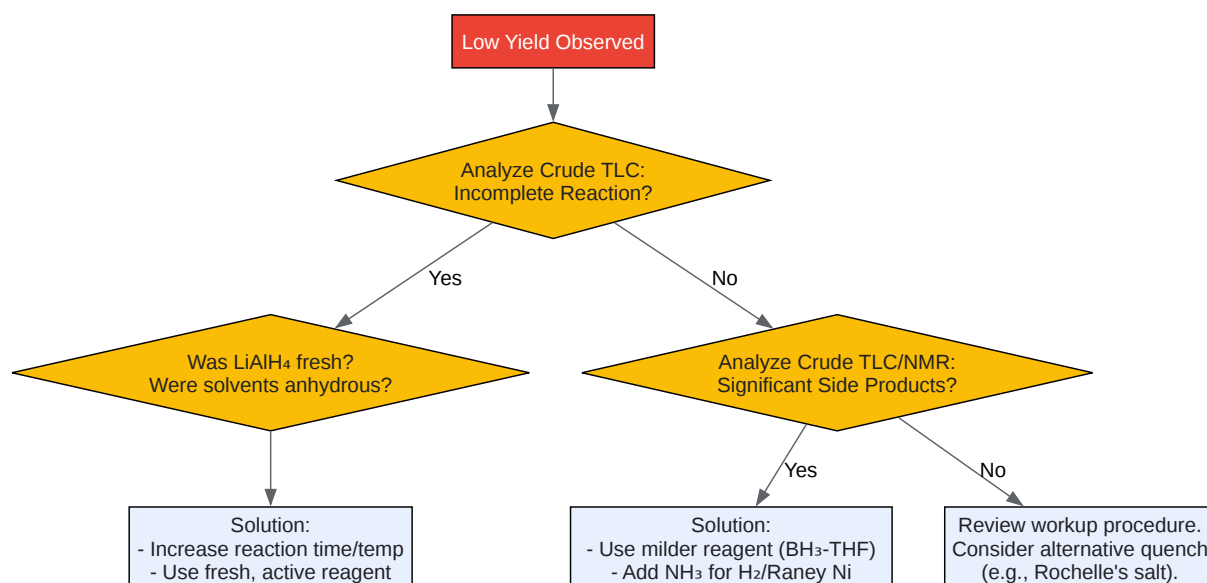 Low Yield Observed
Analyze Crude TLC:
Incomplete Reaction?
Yes
No
Was LiAlH₄ fresh?
Were solvents anhydrous?
Analyze Crude TLC/NMR:
Significant Side Products?
Yes
No
Solution:
- Increase reaction time/temp
- Use fresh, active reagent
Solution:
- Use milder reagent (BH₃-THF)
- Add NH₃ for H₂/Raney Ni
Review workup procedure.
Consider alternative quench
(e.g., Rochelle's salt).